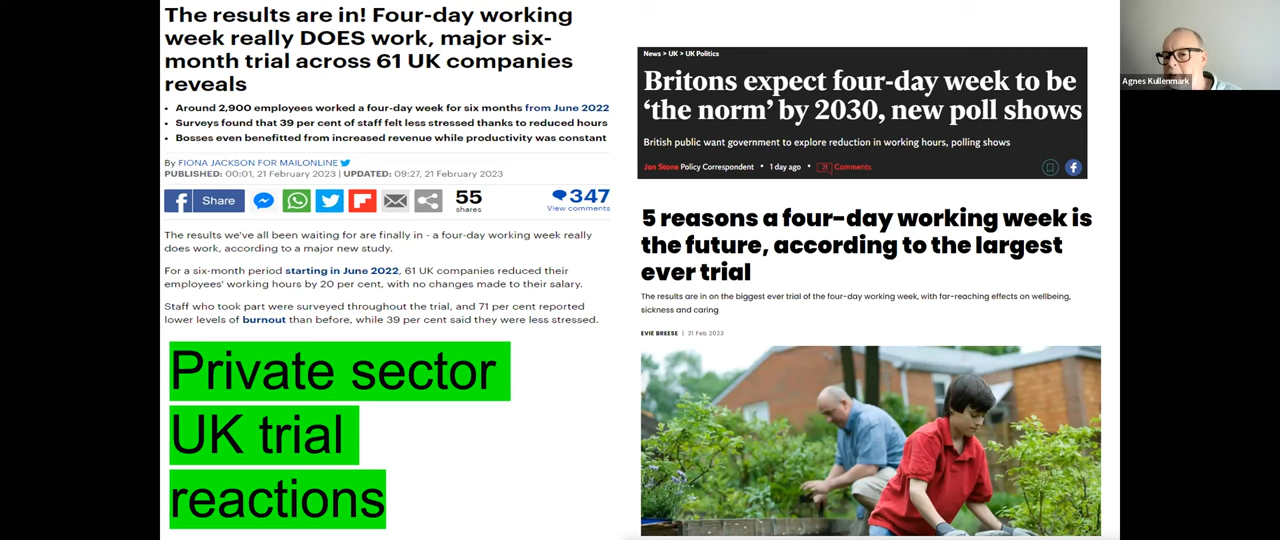 The results are in! Four-day working
week really DOES work, major six-
month trial across 61 UK companies
reveals
• Around 2,900 employees worked a four-day week for six months from June 2022
• Surveys found that 39 per cent of staff felt less stressed thanks to reduced hours
• Bosses even benefitted from increased revenue while productivity was constant
By FIONA JACKSON FOR MAILONLINE
PUBLISHED: 00:01, 21 February 2023 | UPDATED: 09:27, 21 February 2023
Share
55
shares
347
View comments
The results we've all been waiting for are finally in - a four-day working week really
does work, according to a major new study.
For a six-month period starting in June 2022, 61 UK companies reduced their
employees' working hours by 20 per cent, with no changes made to their salary.
Staff who took part were surveyed throughout the trial, and 71 per cent reported
lower levels of burnout than before, while 39 per cent said they were less stressed.
Private sector
UK trial
reactions
News > UK > UK Politics
Britons expect four-day week to be
‘the norm’ by 2030, new poll shows
British public want government to explore reduction in working hours, polling shows
Jon Stone Policy Correspondent • 1 day ago • 21 Comments
5 reasons a four-day working week is
the future, according to the largest
ever trial
The results are in on the biggest ever trial of the four-day working week, with far-reaching effects on wellbeing,
sickness and caring
EVIE BREESE | 21 Feb 2023
Agnes Kullenmark